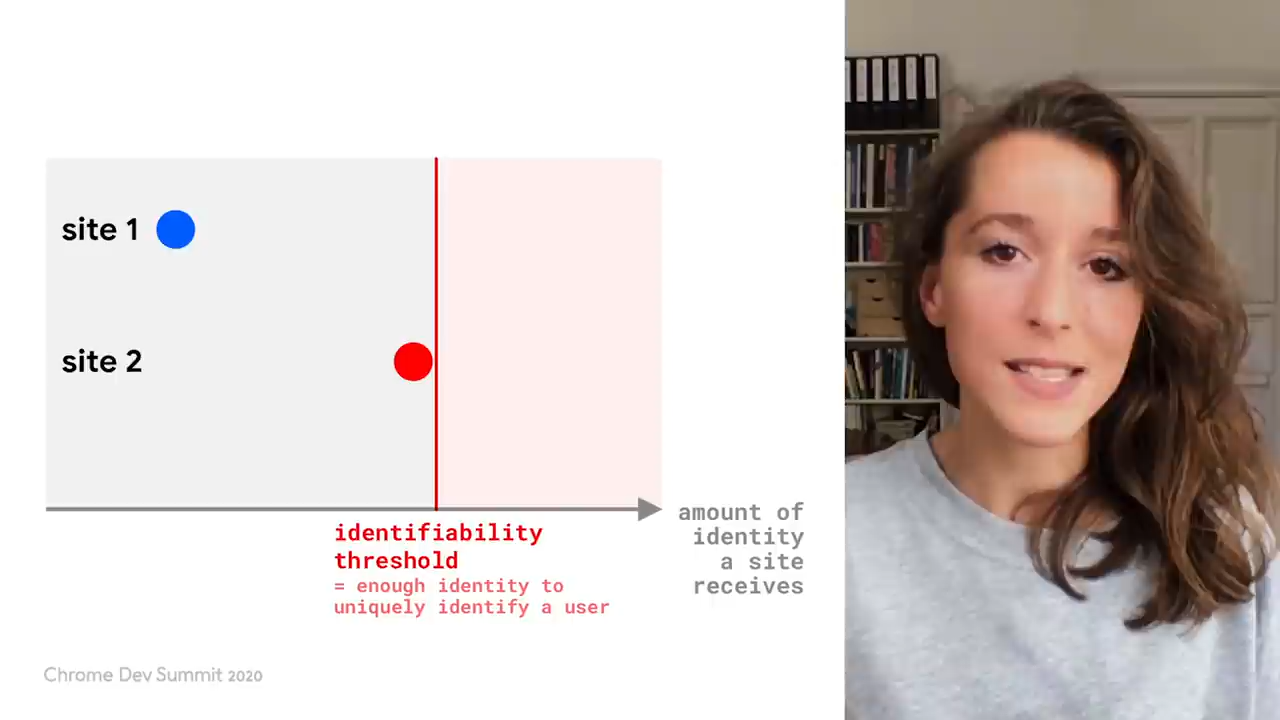 site 1
site 2
identifiability
threshold
= enough identity to
uniquely identify a user
amount of
identity
a site
receives
Chrome Dev Summit 2020